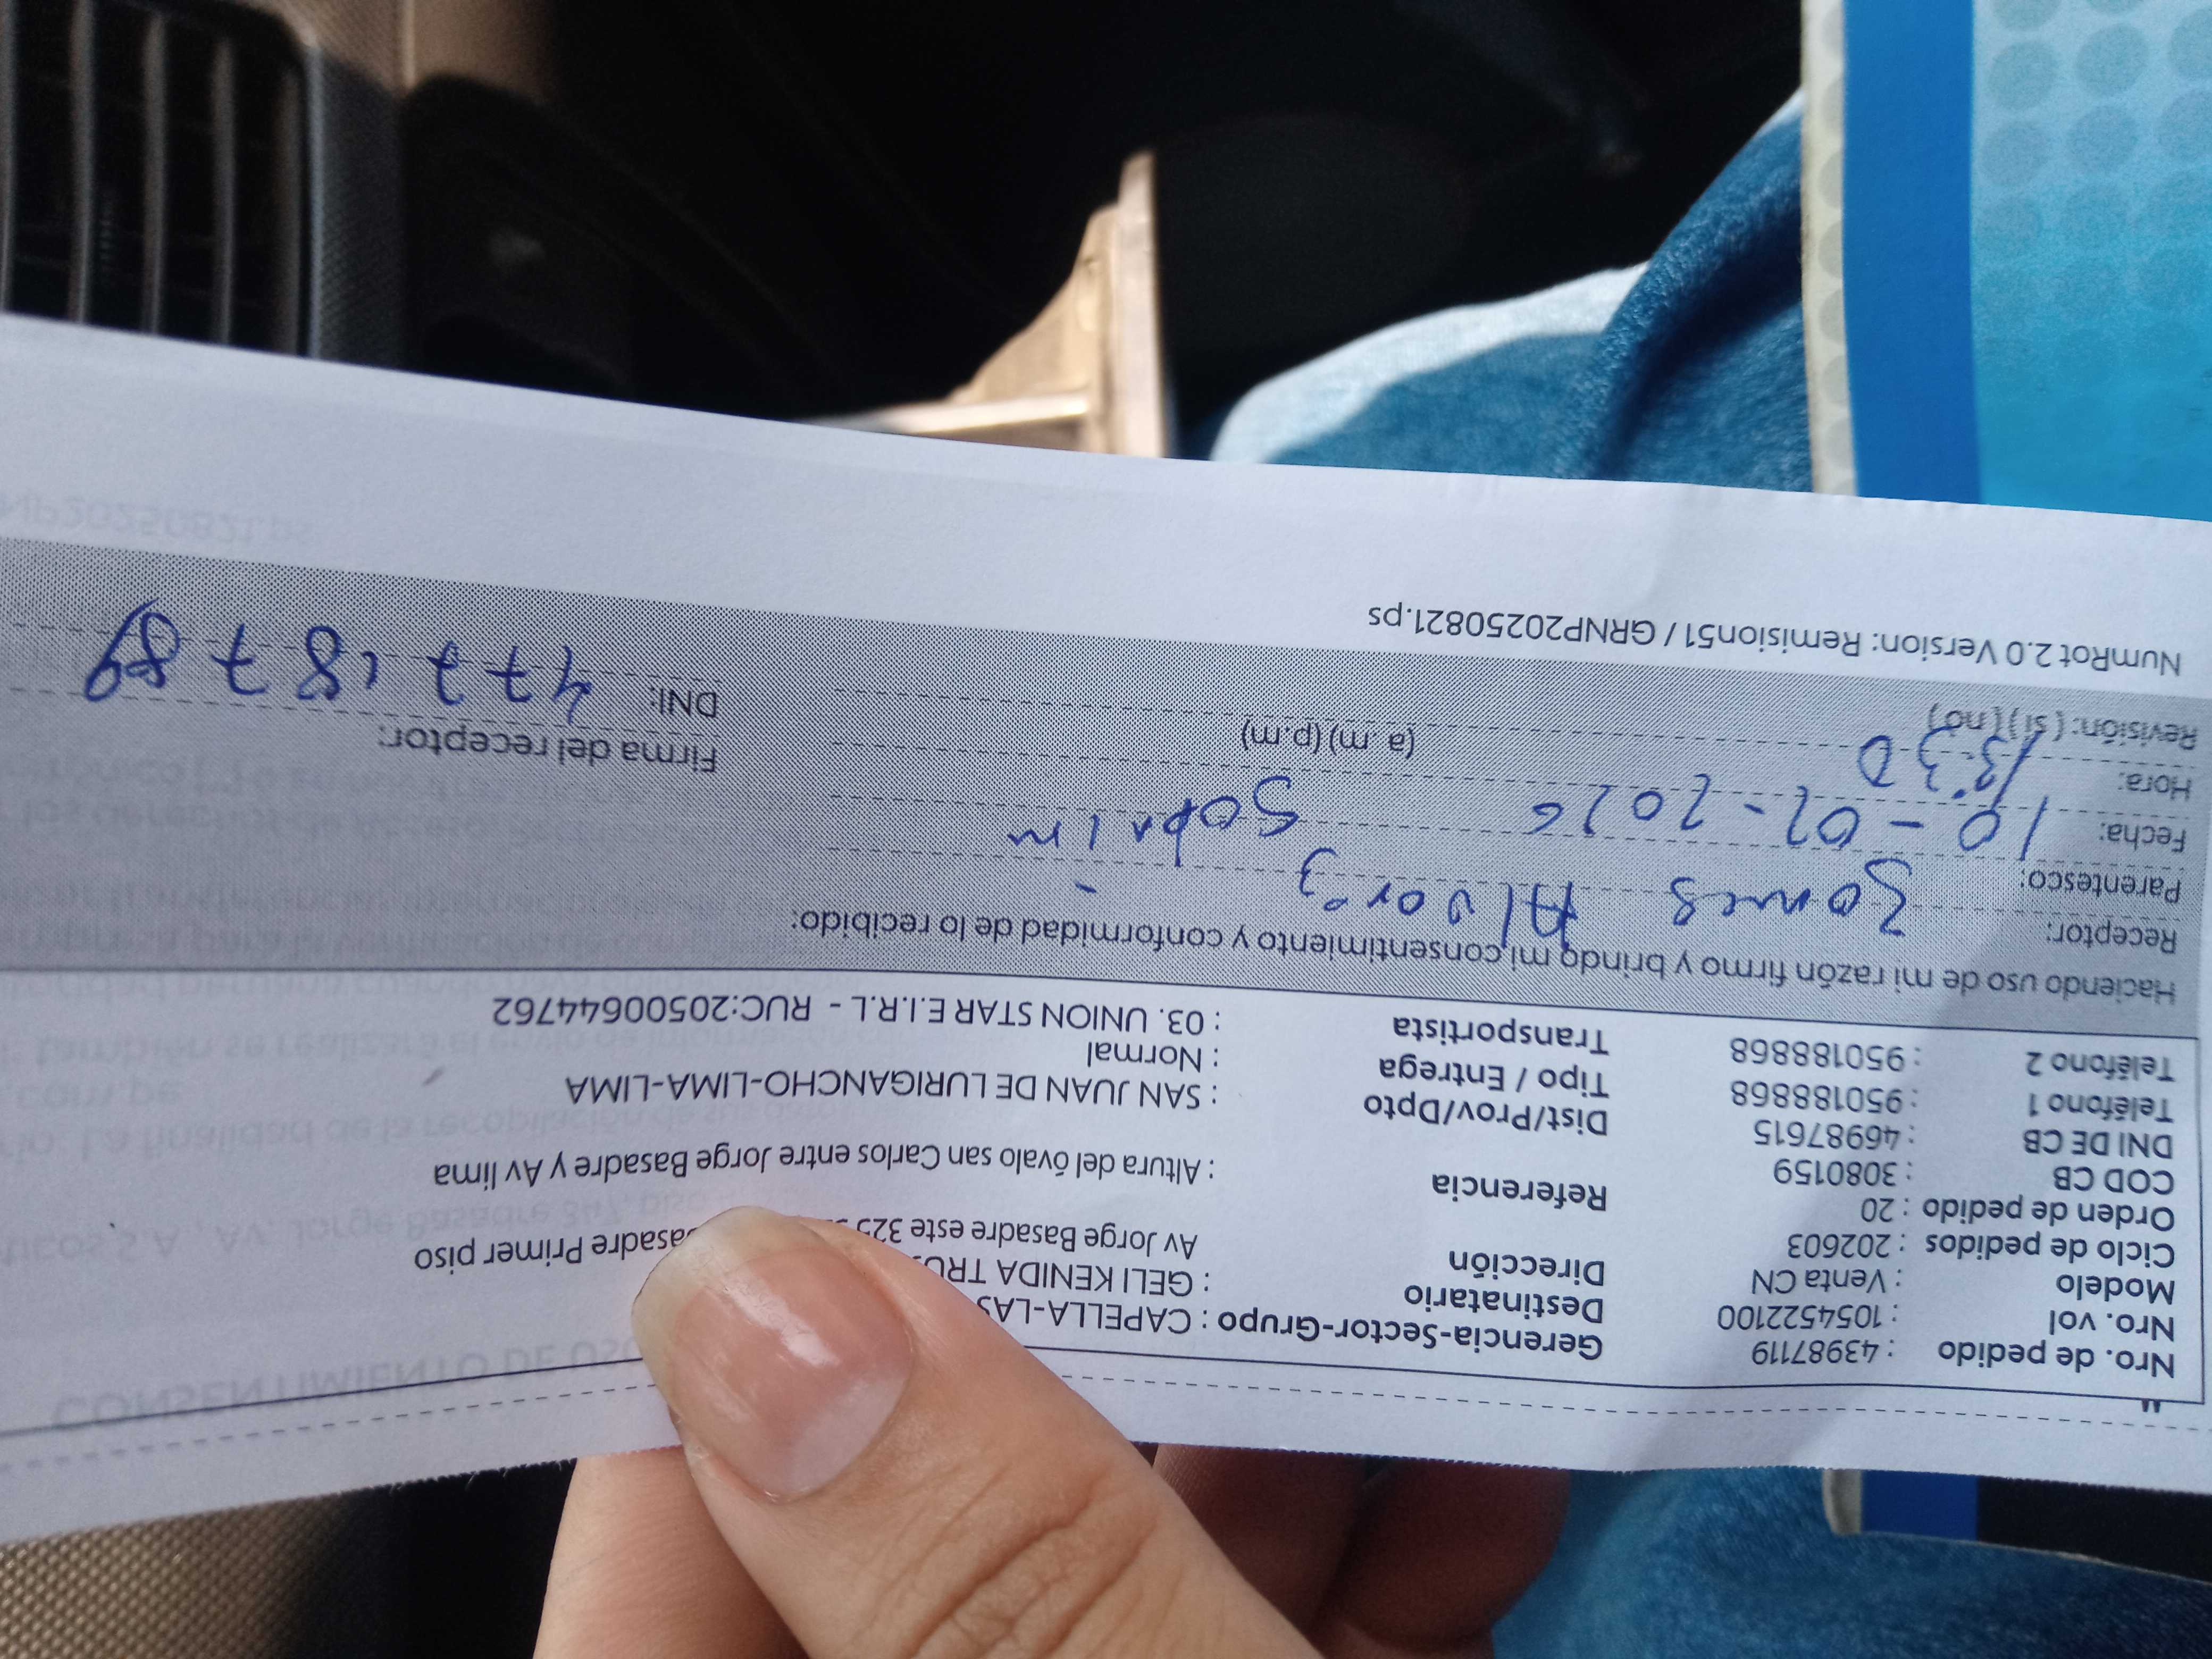 Nro. de pedido : 43987119
Nro. vol : 1054522100
Modelo : Venta CN
Ciclo de pedidos : 202603
Orden de pedido : 20
COD CB : 3080159
DNI DE CB : 46987615
Teléfono 1 : 950188868
Teléfono 2 : 950188868
Gerencia-Sector-Grupo : CAPELLA-LAS
Destinatario : GELI KENIDA
Dirección Av Jorge Basadre este 325 Primer piso
Referencia : Altura del óvalo san Carlos entre Jorge Basadre y Av lima
Dist/Prov/Dpto : SAN JUAN DE LURIGANCHO-LIMA-LIMA
Tipo / Entrega : Normal
Transportista : 03. UNION STAR E.I.R.L - RUC:20500644762
Haciendo uso de mi razón firmo y brindo mi consentimiento y conformidad de lo recibido:
Receptor:
Parentesco: Sobrin
Fecha: 10-02-2026
Hora: 13:30 (a. m) (p.m)
Revisión: ( sí ) ( no )
Firma del receptor:
DNI:
NumRot 2.0 Version: Remision51 / GRNP20250821.ps